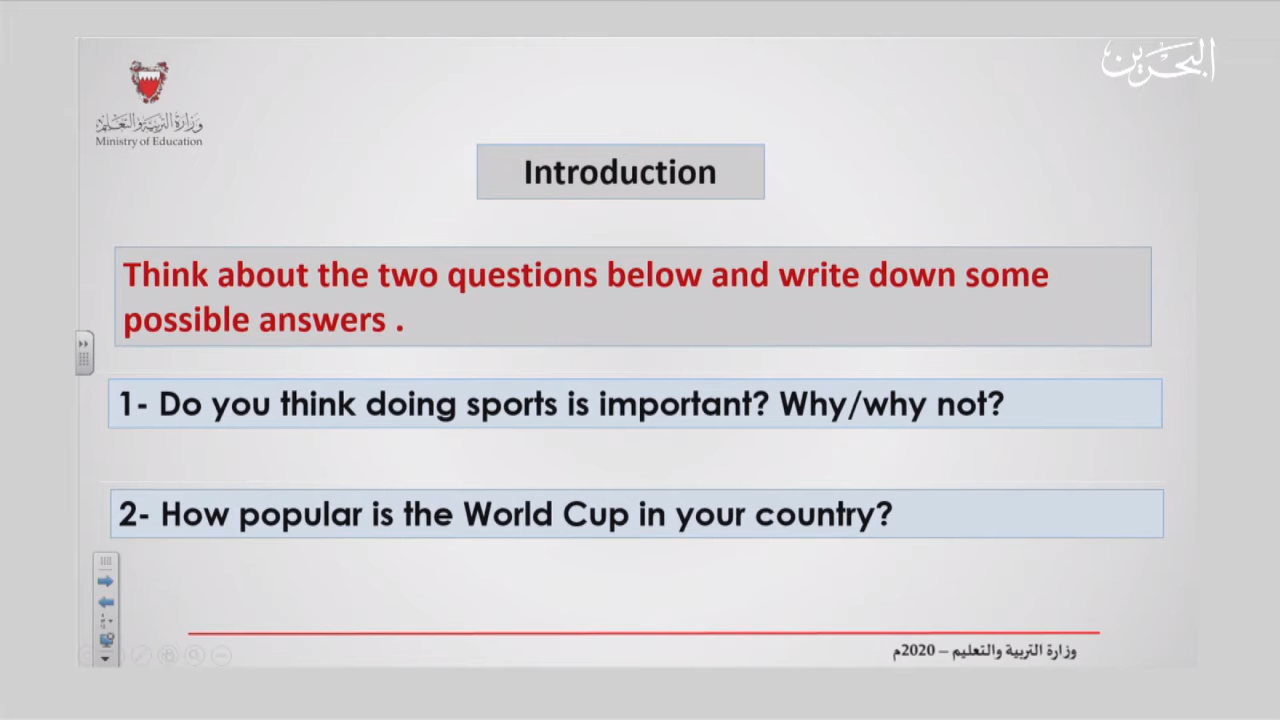 البحرين
وزارة التربية والتعليم
Ministry of Education
Introduction
Think about the two questions below and write down some
possible answers .
1- Do you think doing sports is important? Why/why not?
2- How popular is the World Cup in your country?
وزارة التربية والتعليم – 2020م